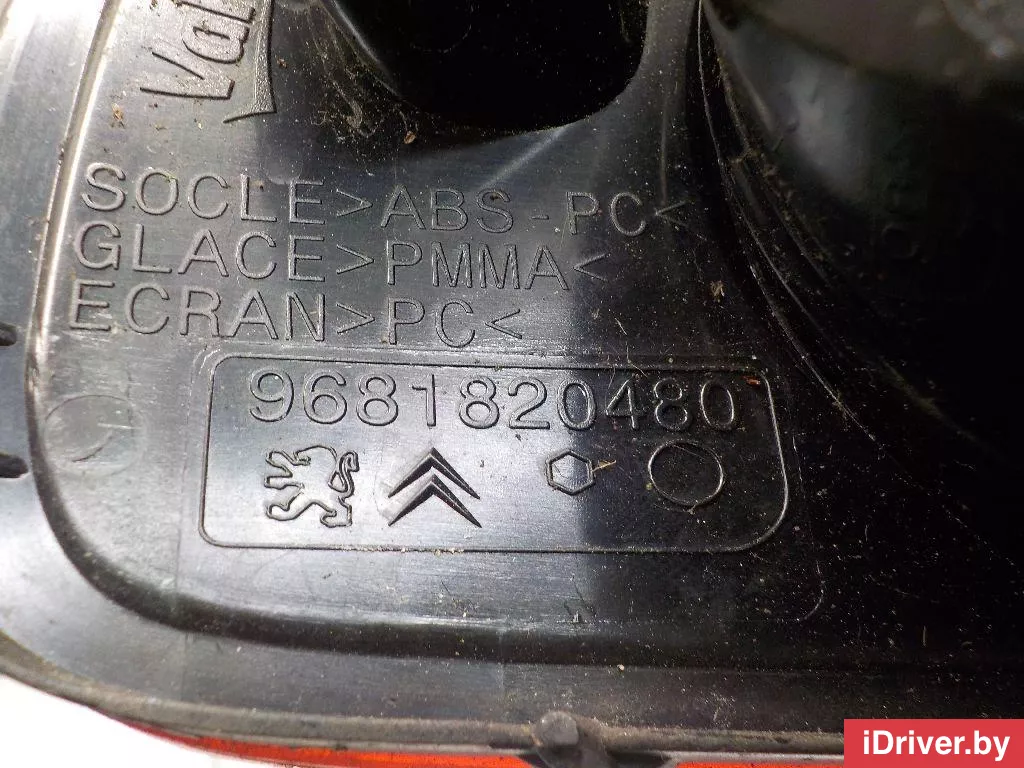 SOCLE>ABS-PC<
GLACE>PMMA<
ECRAN>PC<
9681820480
iDriver.by